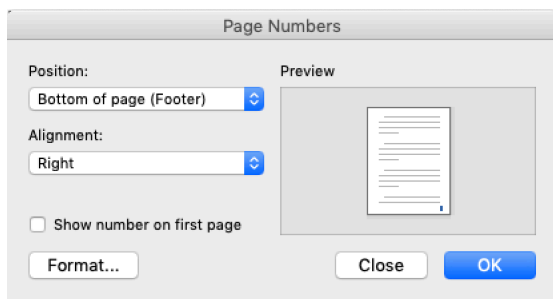 Page Numbers
Position:
Bottom of page (Footer)
Alignment:
Right
Show number on first page
Format...
Preview
Close
OK